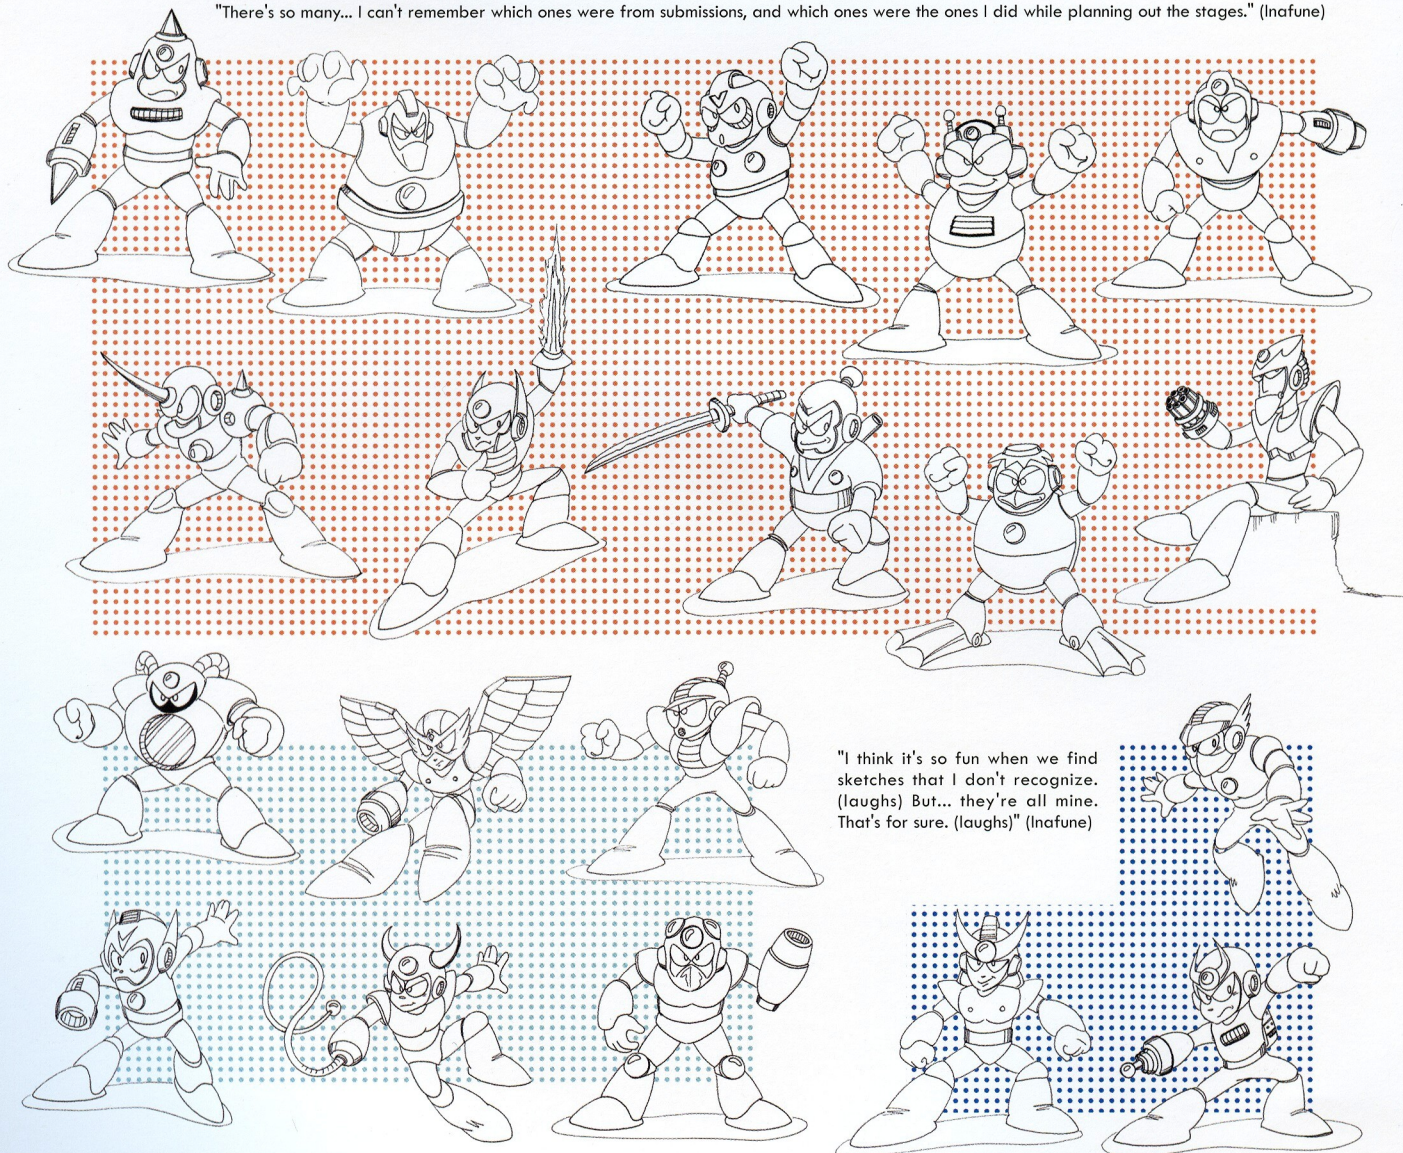 "There's so many... I can't remember which ones were from submissions, and which ones were the ones I did while planning out the stages." (Inafune)
"I think it's so fun when we find
sketches that I don't recognize.
(laughs) But... they're all mine.
That's for sure. (laughs)" (Inafune)